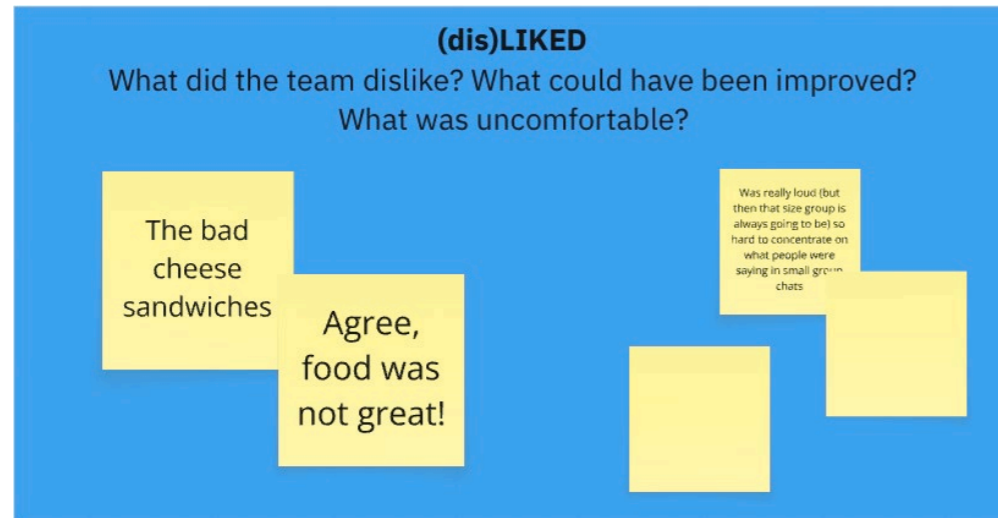 (dis)LIKED
What did the team dislike? What could have been improved?
What was uncomfortable?
The bad
cheese
sandwiches
Agree,
food was
not great!
Was really loud (but
then that size group is
always going to be) so
hard to concentrate on
what people were
saying in small group
chats